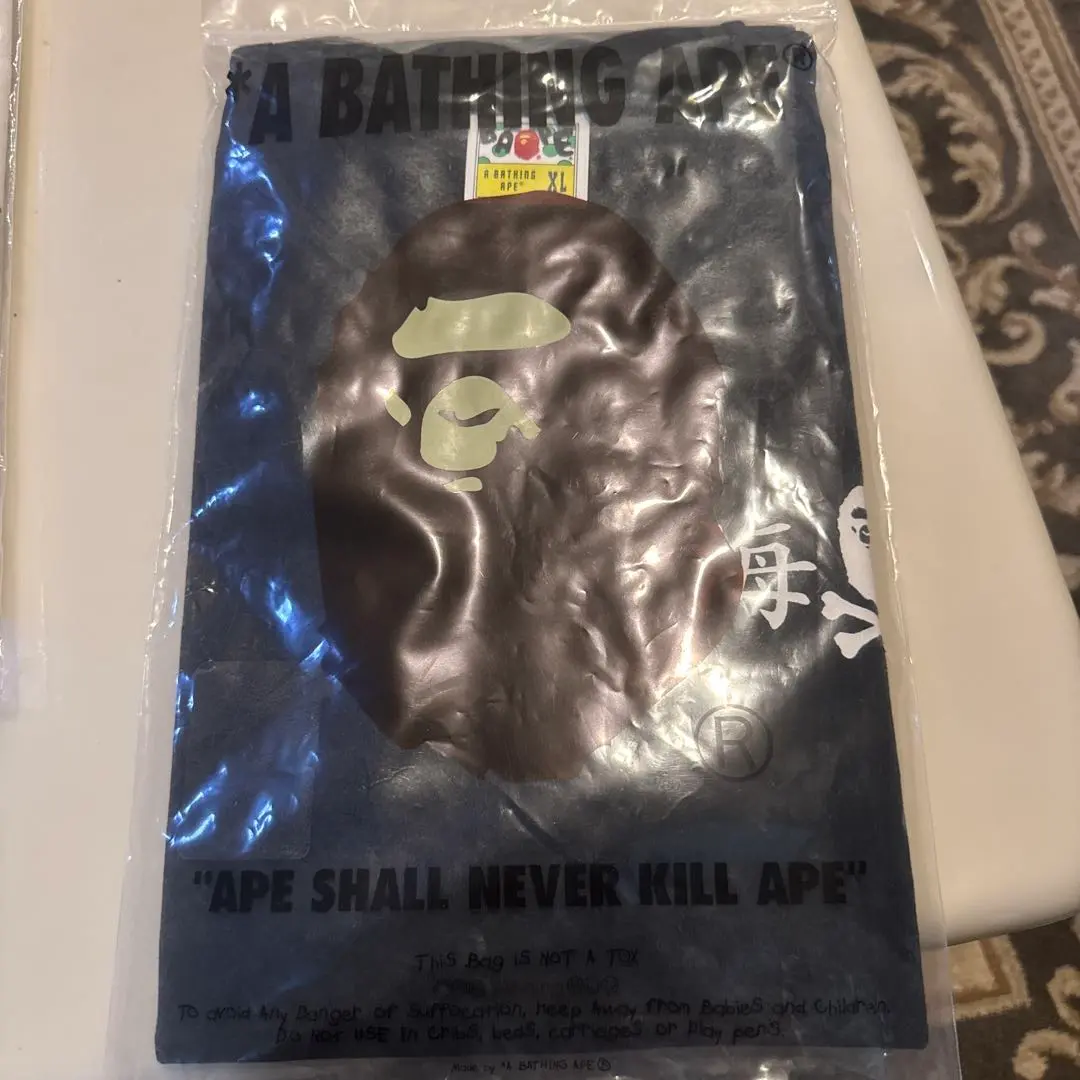 *A BATHING APE®
BAPE
A BATHING
APE® XL
海
®
"APE SHALL NEVER KILL APE"
THiS Bag iS NOT A TOY
To avoid Any Danger of Suffocation, Keep Away From Babies and Children.
Do Not USE In Cribs, beds, carriages or Play pens.
Made by *A BATHING APE®